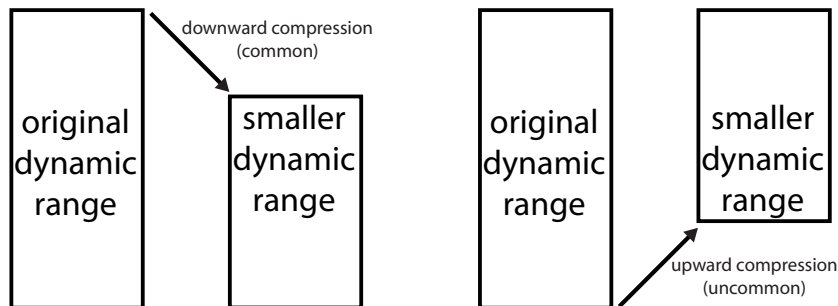 downward compression
(common)
original
dynamic
range
smaller
dynamic
range
original
dynamic
range
smaller
dynamic
range
upward compression
(uncommon)